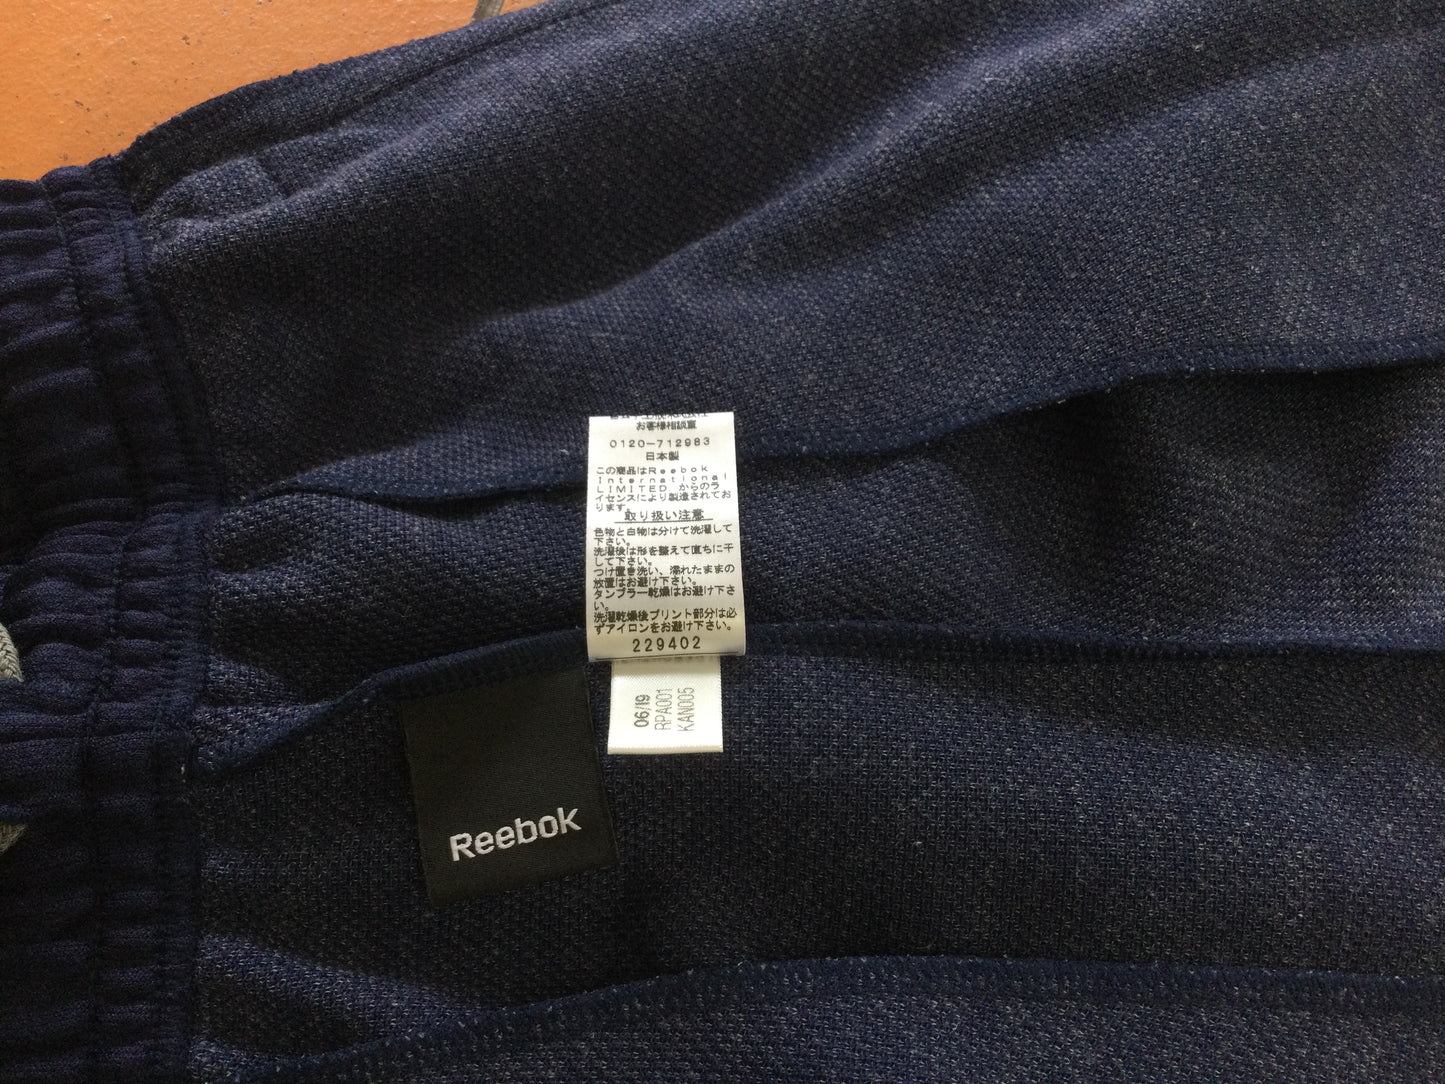 お客様相談室
0120-712983
日本製
この商品はReebok
International
LIMITED からのラ
イセンスにより製造されてお
ります。
取り扱い注意
色物と白物は分けて洗濯して
下さい。
洗濯後は形を整えて直ちに干
して下さい。
つけ置き洗い、濡れたままの
放置はお避け下さい。
タンブラー乾燥はお避け下さ
い。
洗濯乾燥後プリント部分は必
ずアイロンをお避け下さい。
229402
06/19
RPA001
KAN005
Reebok